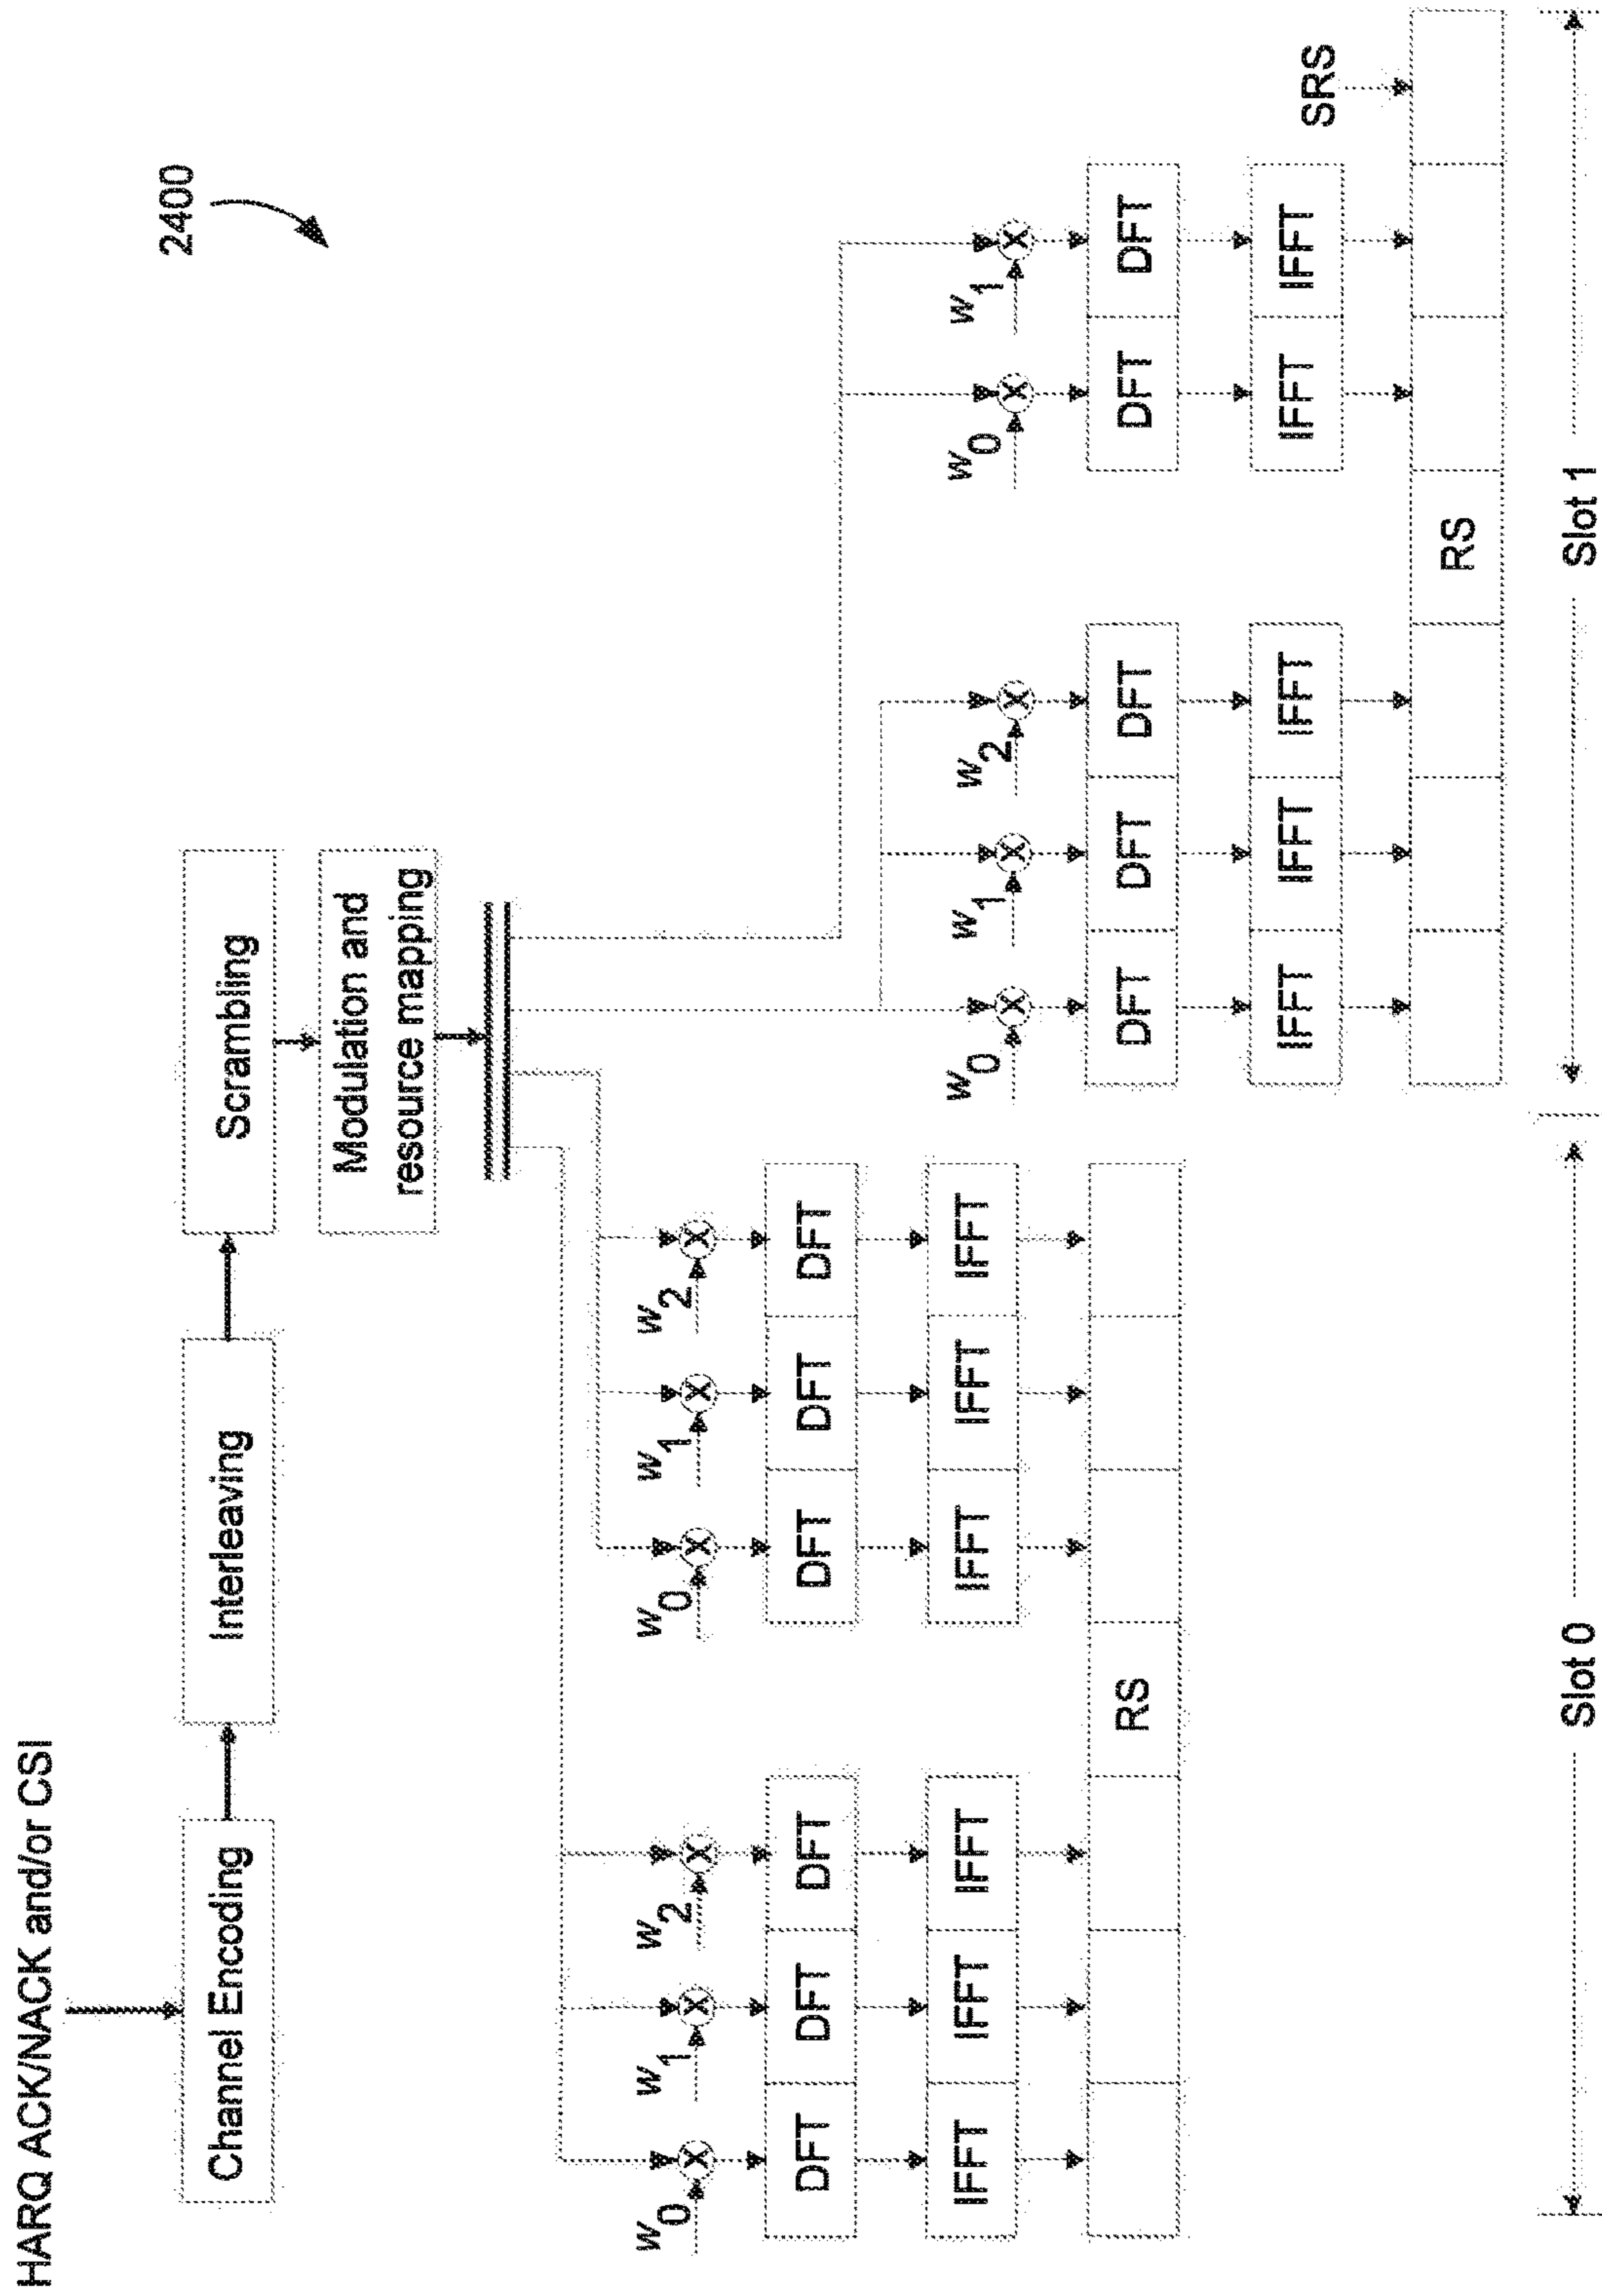 2400
HARQ ACK/NACK and/or CSI
Channel Encoding
Interleaving
Scrambling
Modulation and
resource mapping
w0 w1 w2 w0 w1 w2
DFT DFT DFT DFT DFT DFT
IFFT IFFT IFFT IFFT IFFT IFFT
RS
w0 w1 w2 w0 w1
DFT DFT DFT DFT DFT
IFFT IFFT IFFT IFFT IFFT
SRS
RS
Slot 0
Slot 1